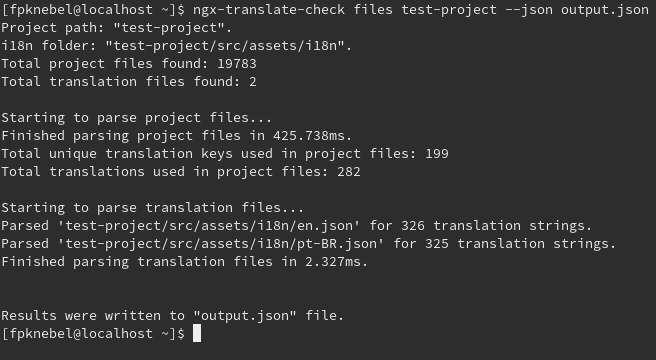 [fpknebel@localhost ~]$ ngx-translate-check files test-project --json output.json
Project path: "test-project".
i18n folder: "test-project/src/assets/i18n".
Total project files found: 19783
Total translation files found: 2
Starting to parse project files...
Finished parsing project files in 425.738ms.
Total unique translation keys used in project files: 199
Total translations used in project files: 282
Starting to parse translation files...
Parsed 'test-project/src/assets/i18n/en.json' for 326 translation strings.
Parsed 'test-project/src/assets/i18n/pt-BR.json' for 325 translation strings.
Finished parsing translation files in 2.327ms.
Results were written to "output.json" file.
[fpknebel@localhost ~]$